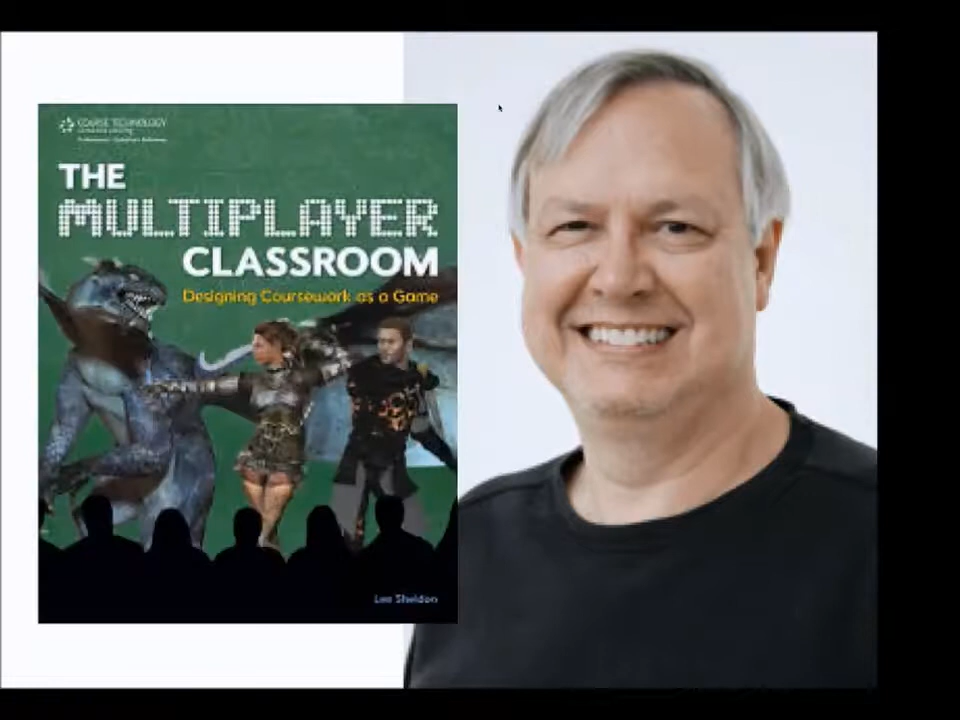 COURSE TECHNOLOGY
THE
MULTIPLAYER
CLASSROOM
Designing Coursework as a Game
Lee Sheldon